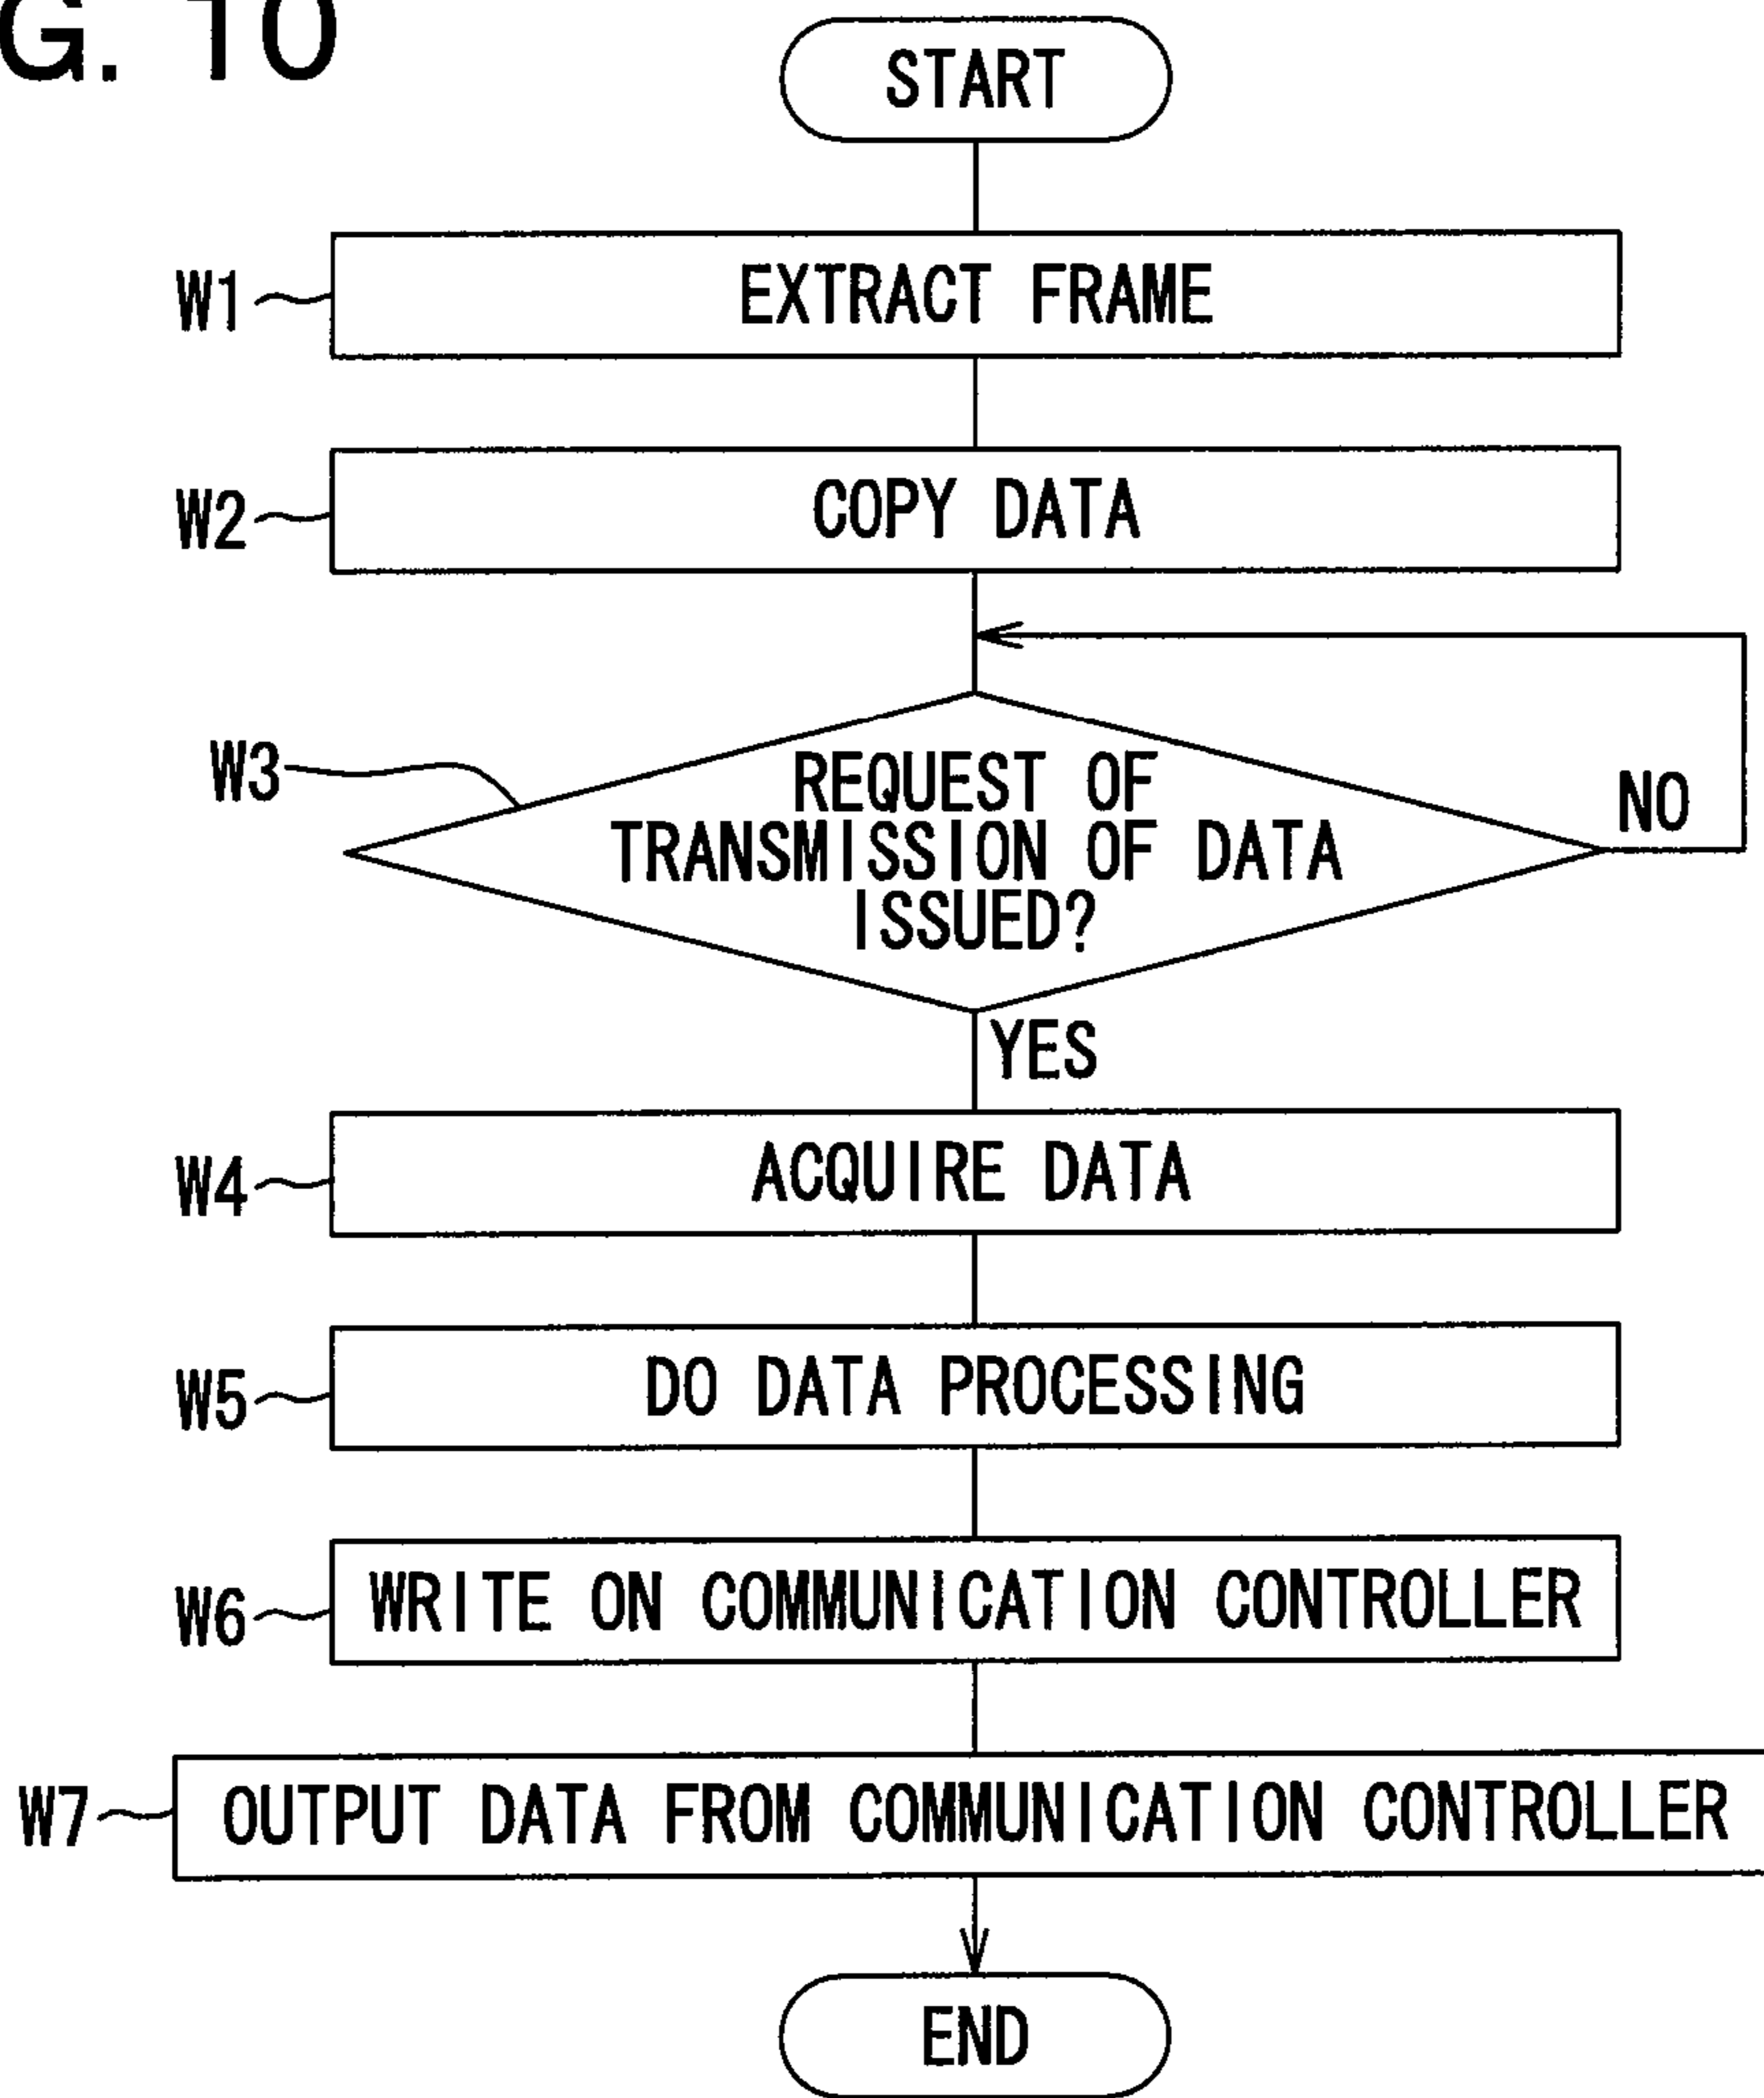 G. 10
START
W1
EXTRACT FRAME
W2
COPY DATA
W3
REQUEST OF
TRANSMISSION OF DATA
ISSUED?
NO
YES
W4
ACQUIRE DATA
W5
DO DATA PROCESSING
W6
WRITE ON COMMUNICATION CONTROLLER
W7
OUTPUT DATA FROM COMMUNICATION CONTROLLER
END